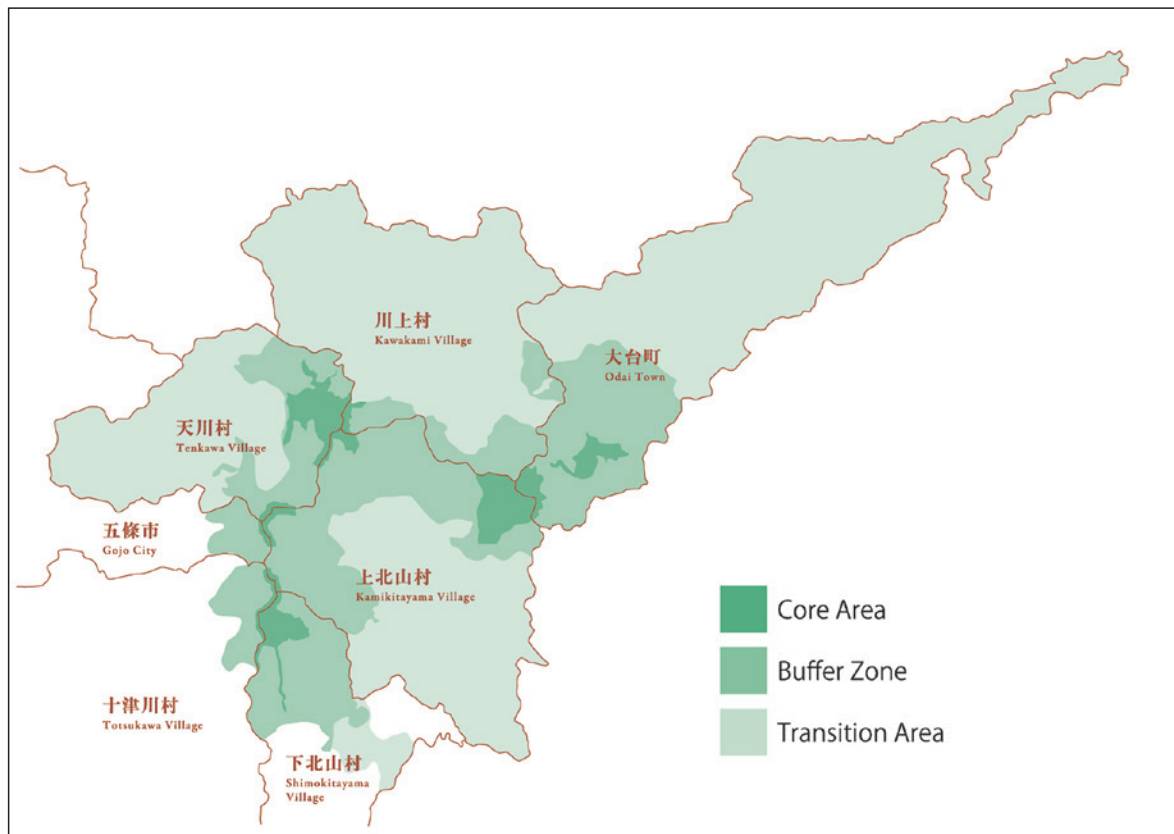 川上村
Kawakami Village
大台町
Odai Town
天川村
Tenkawa Village
五條市
Gojo City
上北山村
Kamikitayama Village
Core Area
Buffer Zone
十津川村
Totsukawa Village
Transition Area
下北山村
Shimokitayama
Village